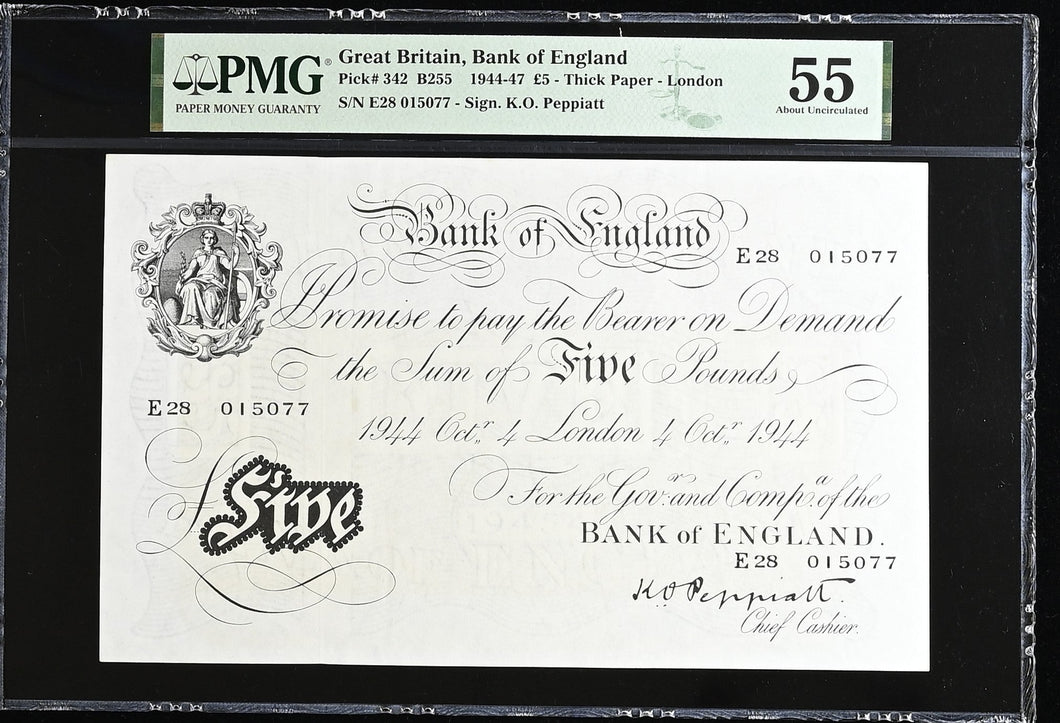 PMG®
PAPER MONEY GUARANTY
Great Britain, Bank of England
Pick# 342 B255 1944-47 £5 - Thick Paper - London
S/N E28 015077 - Sign. K.O. Peppiatt
55
About Uncirculated
Bank of England
E28 015077
I Promise to pay the Bearer on Demand
the Sum of Five Pounds
E28 015077
1944 Octr. 4 London 4 Octr. 1944
£Five
For the Govr. and Compa. of the
BANK of ENGLAND.
E28 015077
K O Peppiatt.
Chief Cashier.